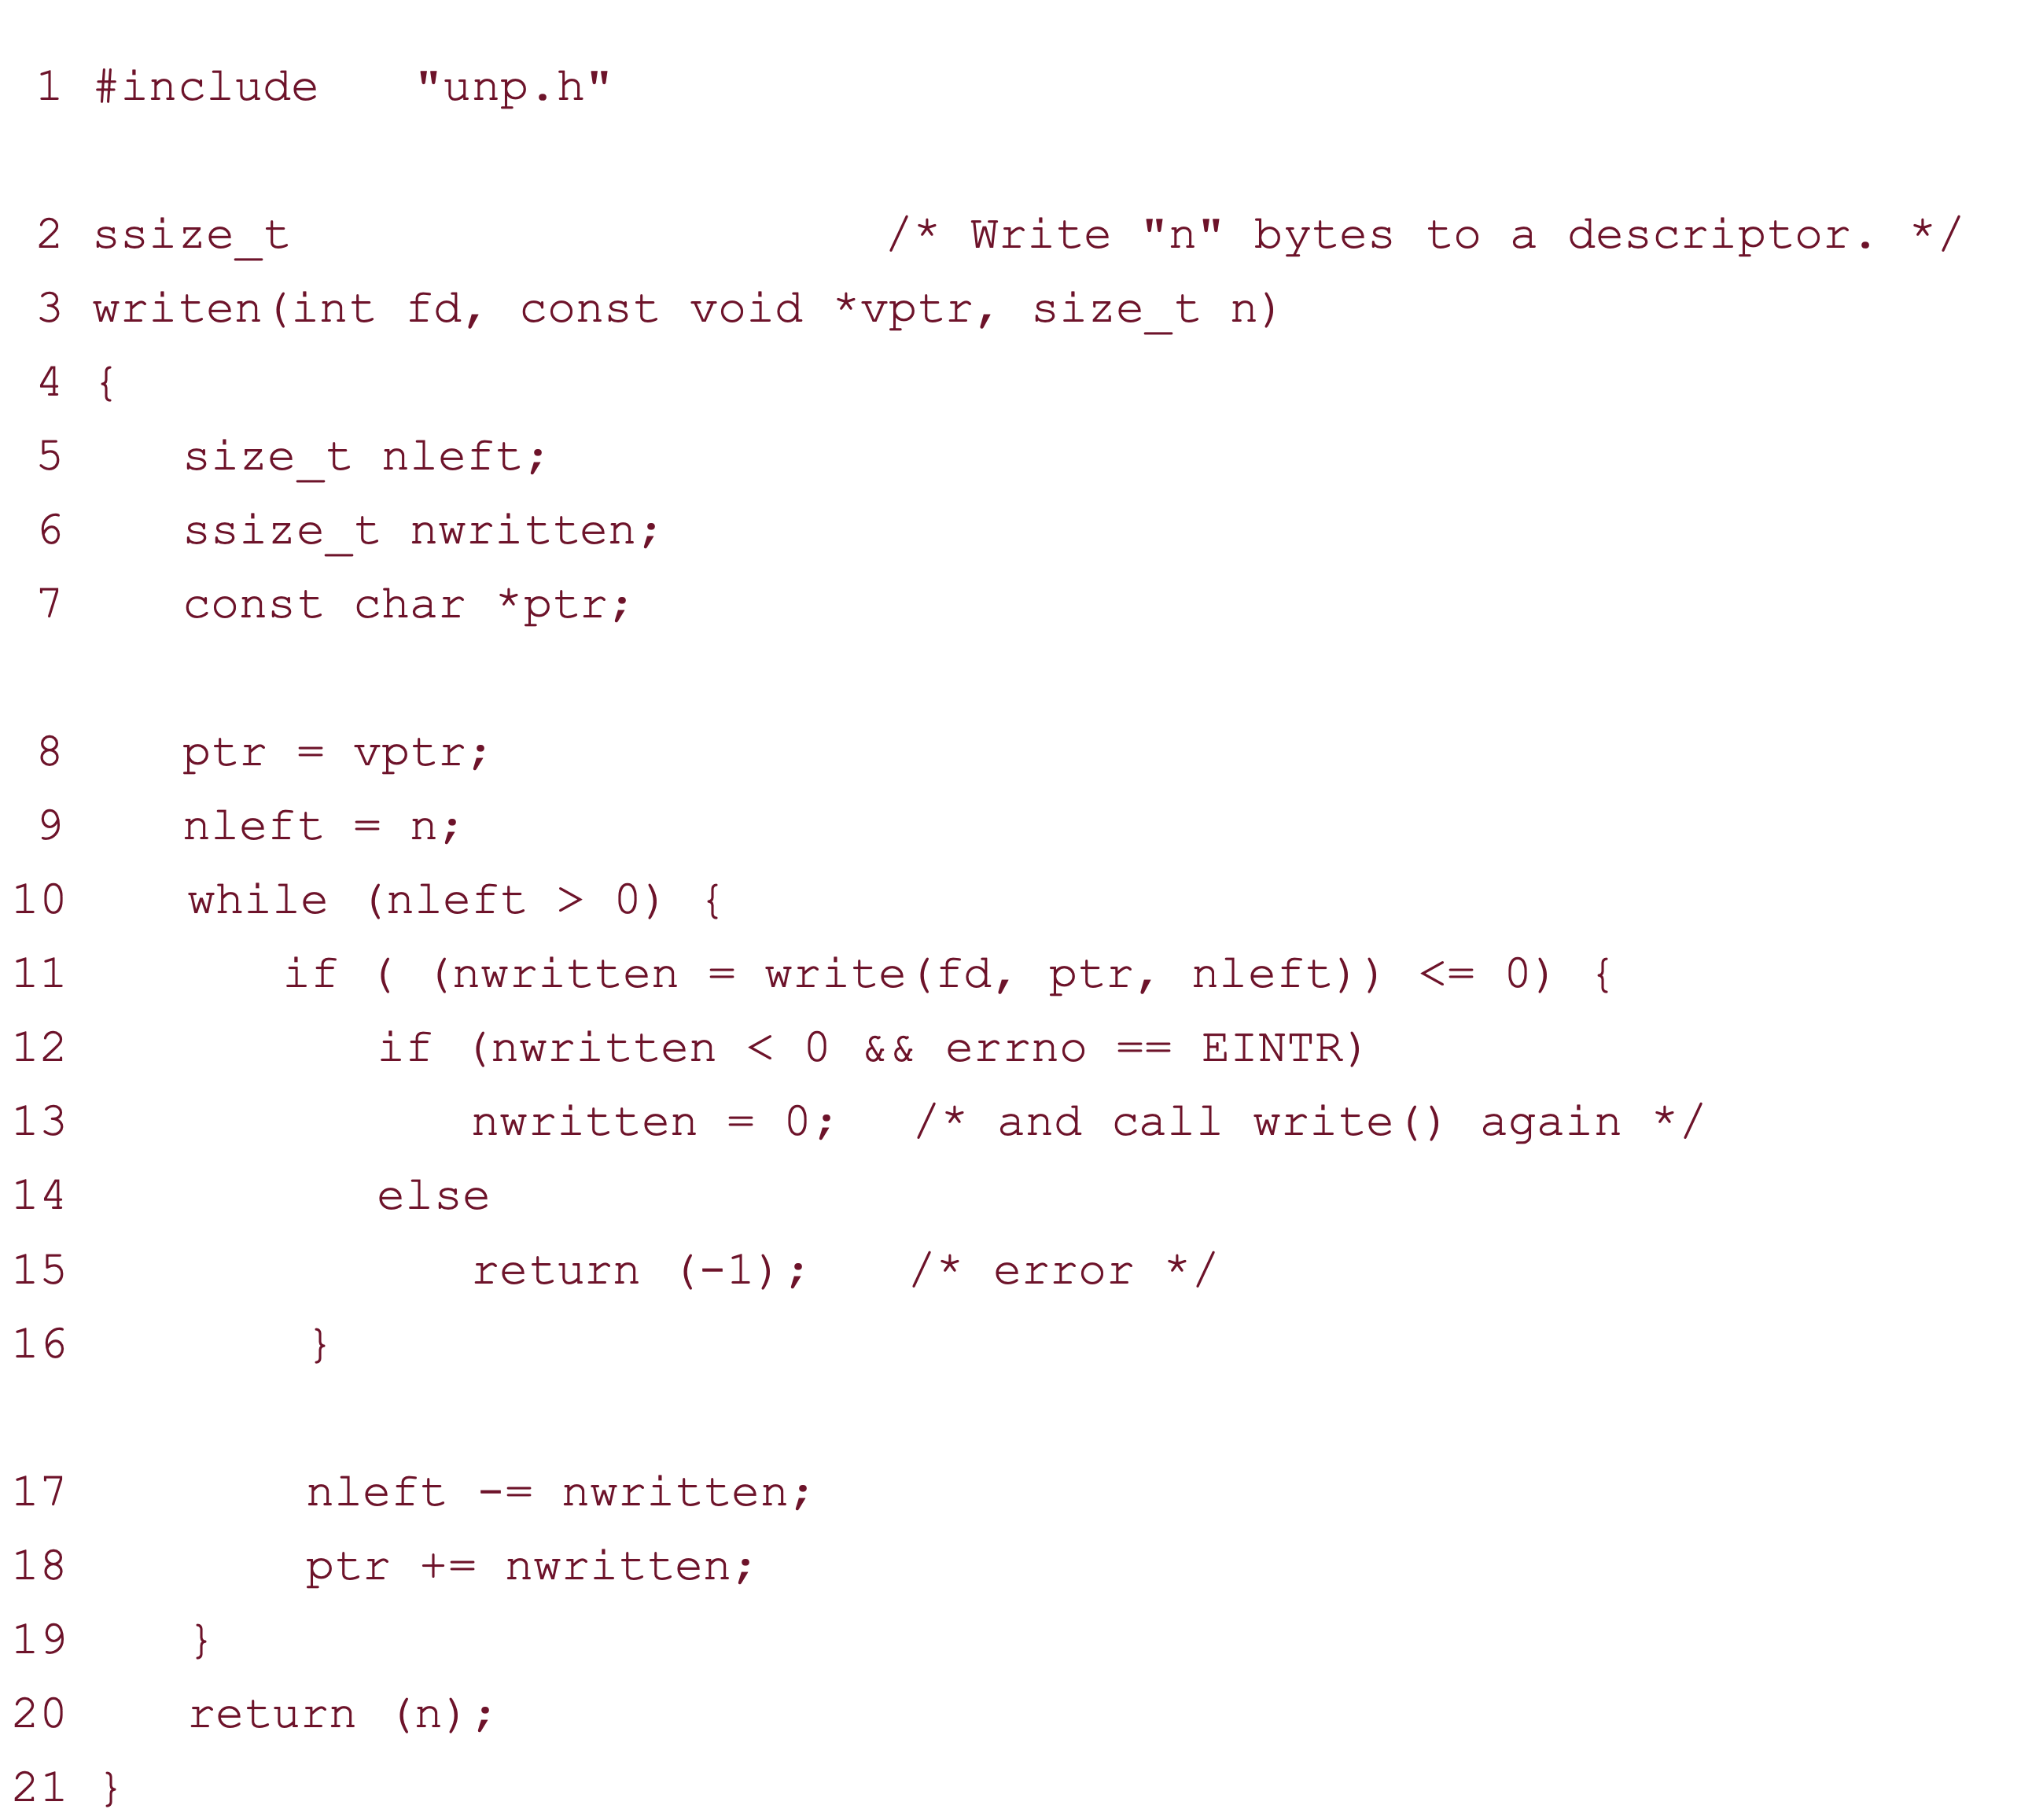 1 #include   "unp.h"
2 ssize_t                     /* Write "n" bytes to a descriptor. */
3 writen(int fd, const void *vptr, size_t n)
4 {
5    size_t nleft;
6    ssize_t nwritten;
7    const char *ptr;
8    ptr = vptr;
9    nleft = n;
10    while (nleft > 0) {
11       if ( (nwritten = write(fd, ptr, nleft)) <= 0) {
12          if (nwritten < 0 && errno == EINTR)
13             nwritten = 0;   /* and call write() again */
14          else
15             return (-1);   /* error */
16        }
17        nleft -= nwritten;
18        ptr += nwritten;
19    }
20    return (n);
21 }